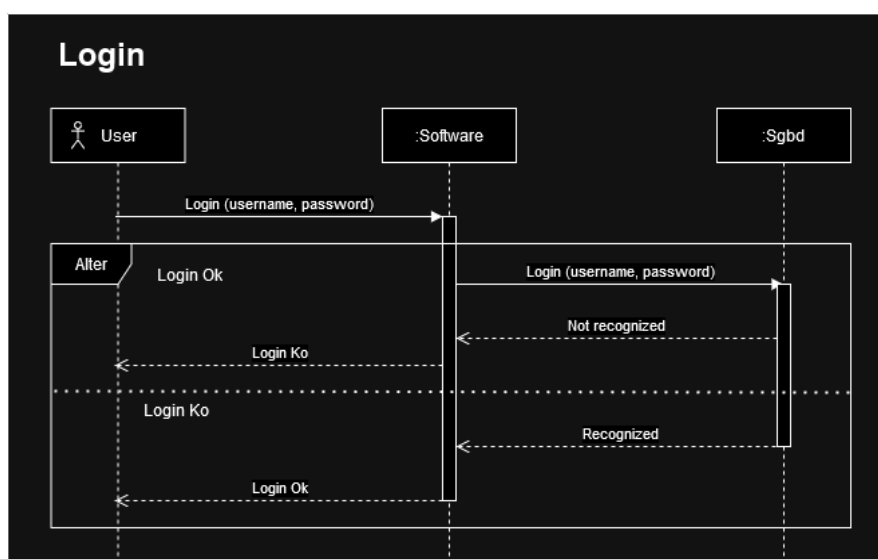 Login
User
:Software
:Sgbd
Login (username, password)
Alter
Login Ok
Login (username, password)
Not recognized
Login Ko
Login Ko
Recognized
Login Ok